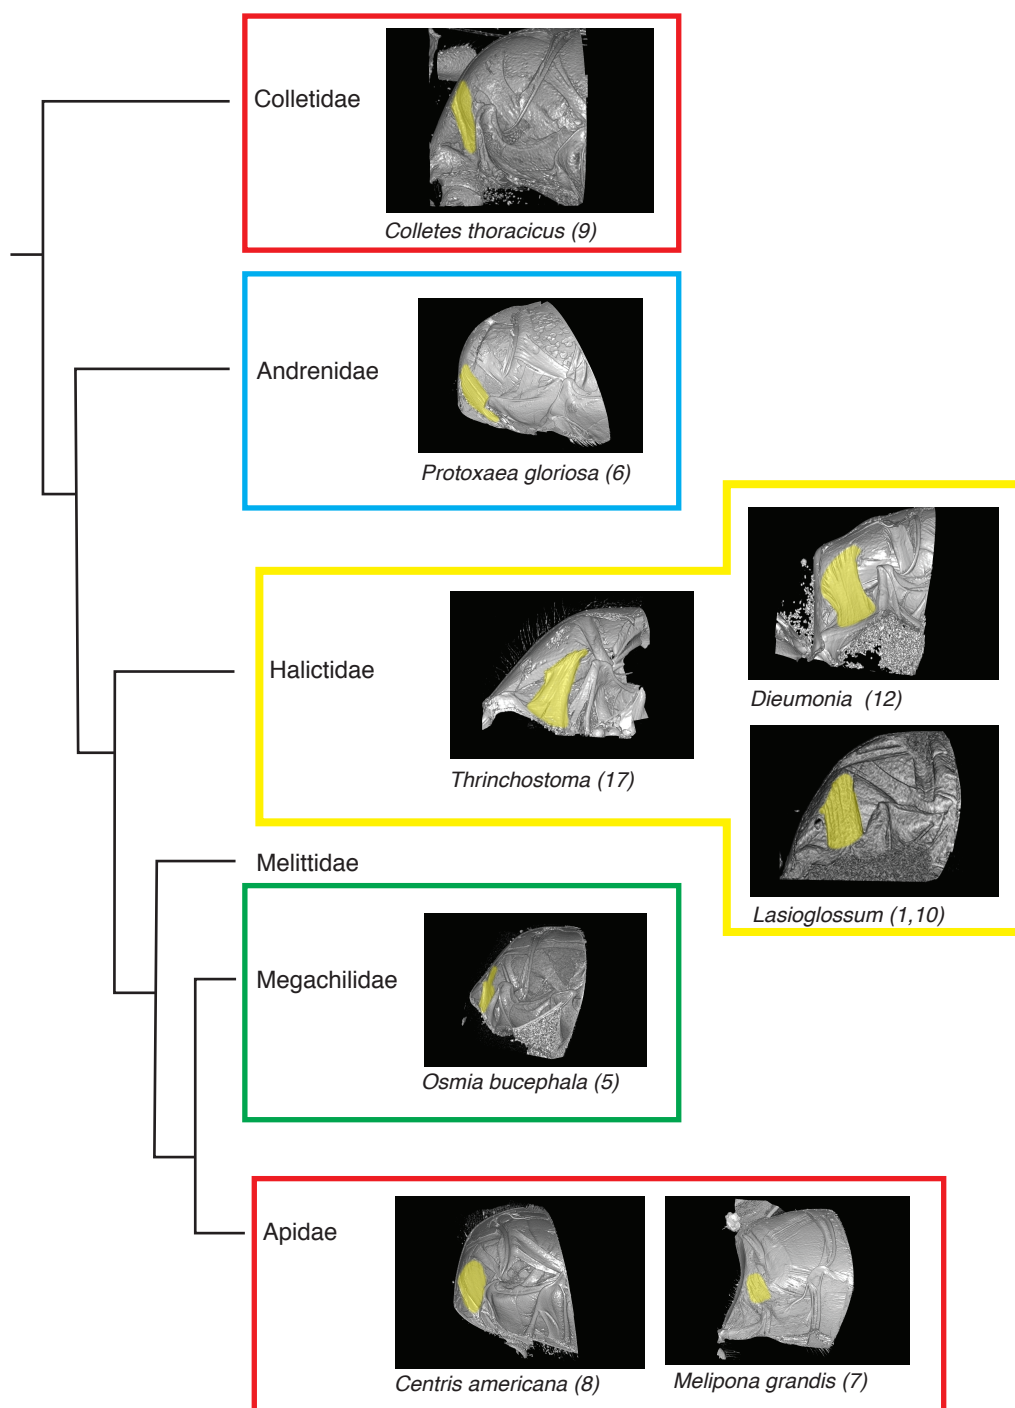 Colletidae
Colletes thoracicus (9)
Andrenidae
Protoxaea gloriosa (6)
Halictidae
Thrinchostoma (17)
Dieumonia (12)
Lasioglossum (1,10)
Melittidae
Megachilidae
Osmia bucephala (5)
Apidae
Centris americana (8)
Melipona grandis (7)